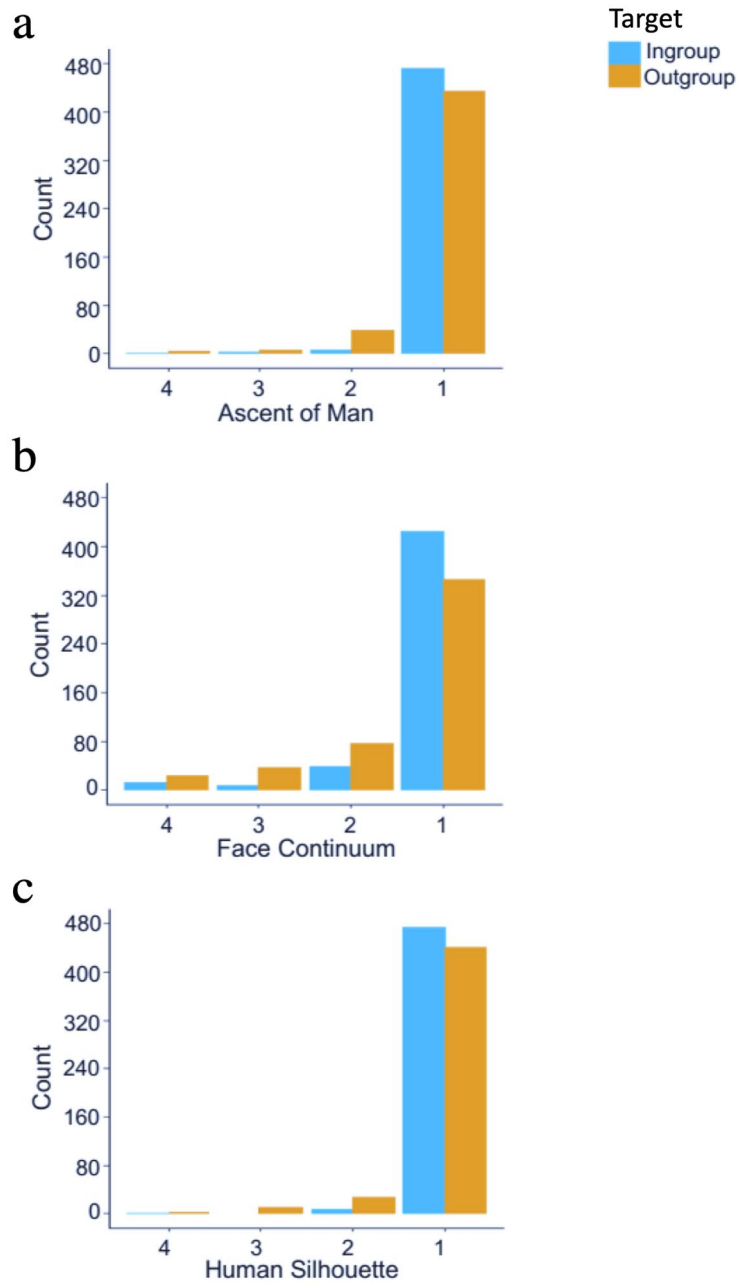 a
Target
Ingroup
Outgroup
480
400
320
240
160
80
0
Count
4 3 2 1
Ascent of Man
b
480
400
320
240
160
80
0
Count
4 3 2 1
Face Continuum
c
480
400
320
240
160
80
0
Count
4 3 2 1
Human Silhouette